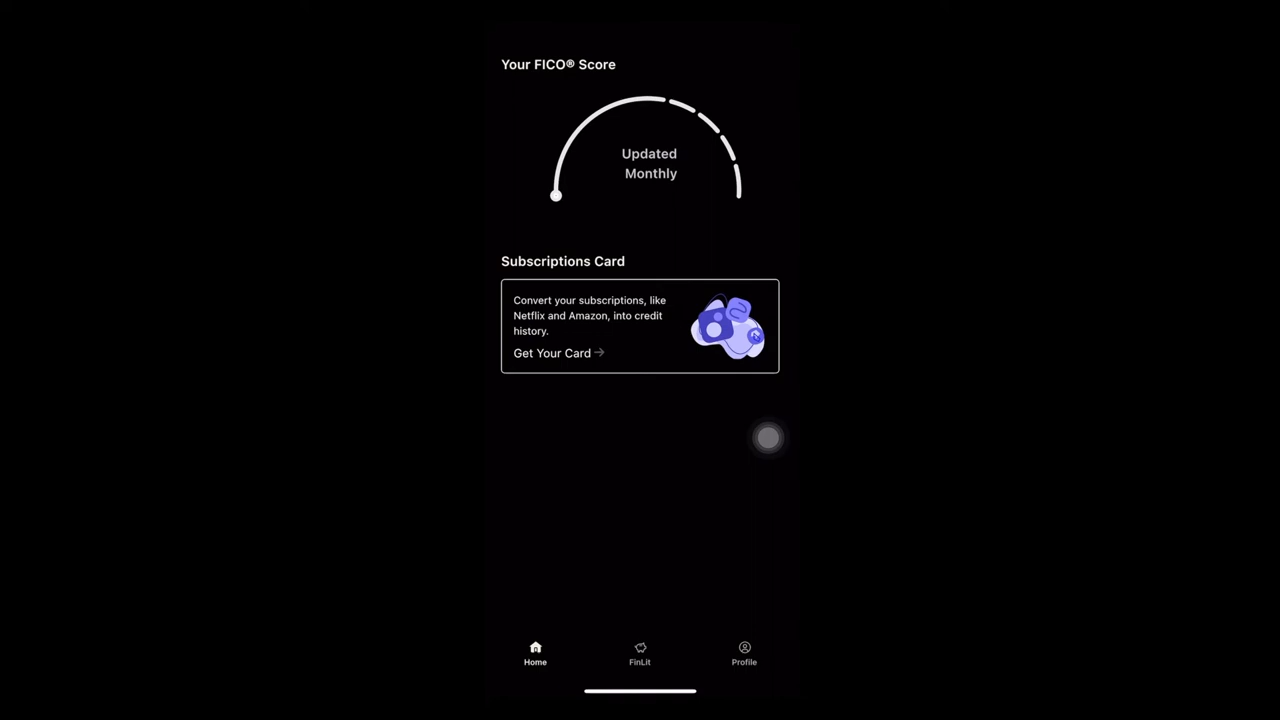 Your FICO® Score
Updated
Monthly
Subscriptions Card
Convert your subscriptions, like
Netflix and Amazon, into credit
history.
Get Your Card
Home
FinLit
Profile